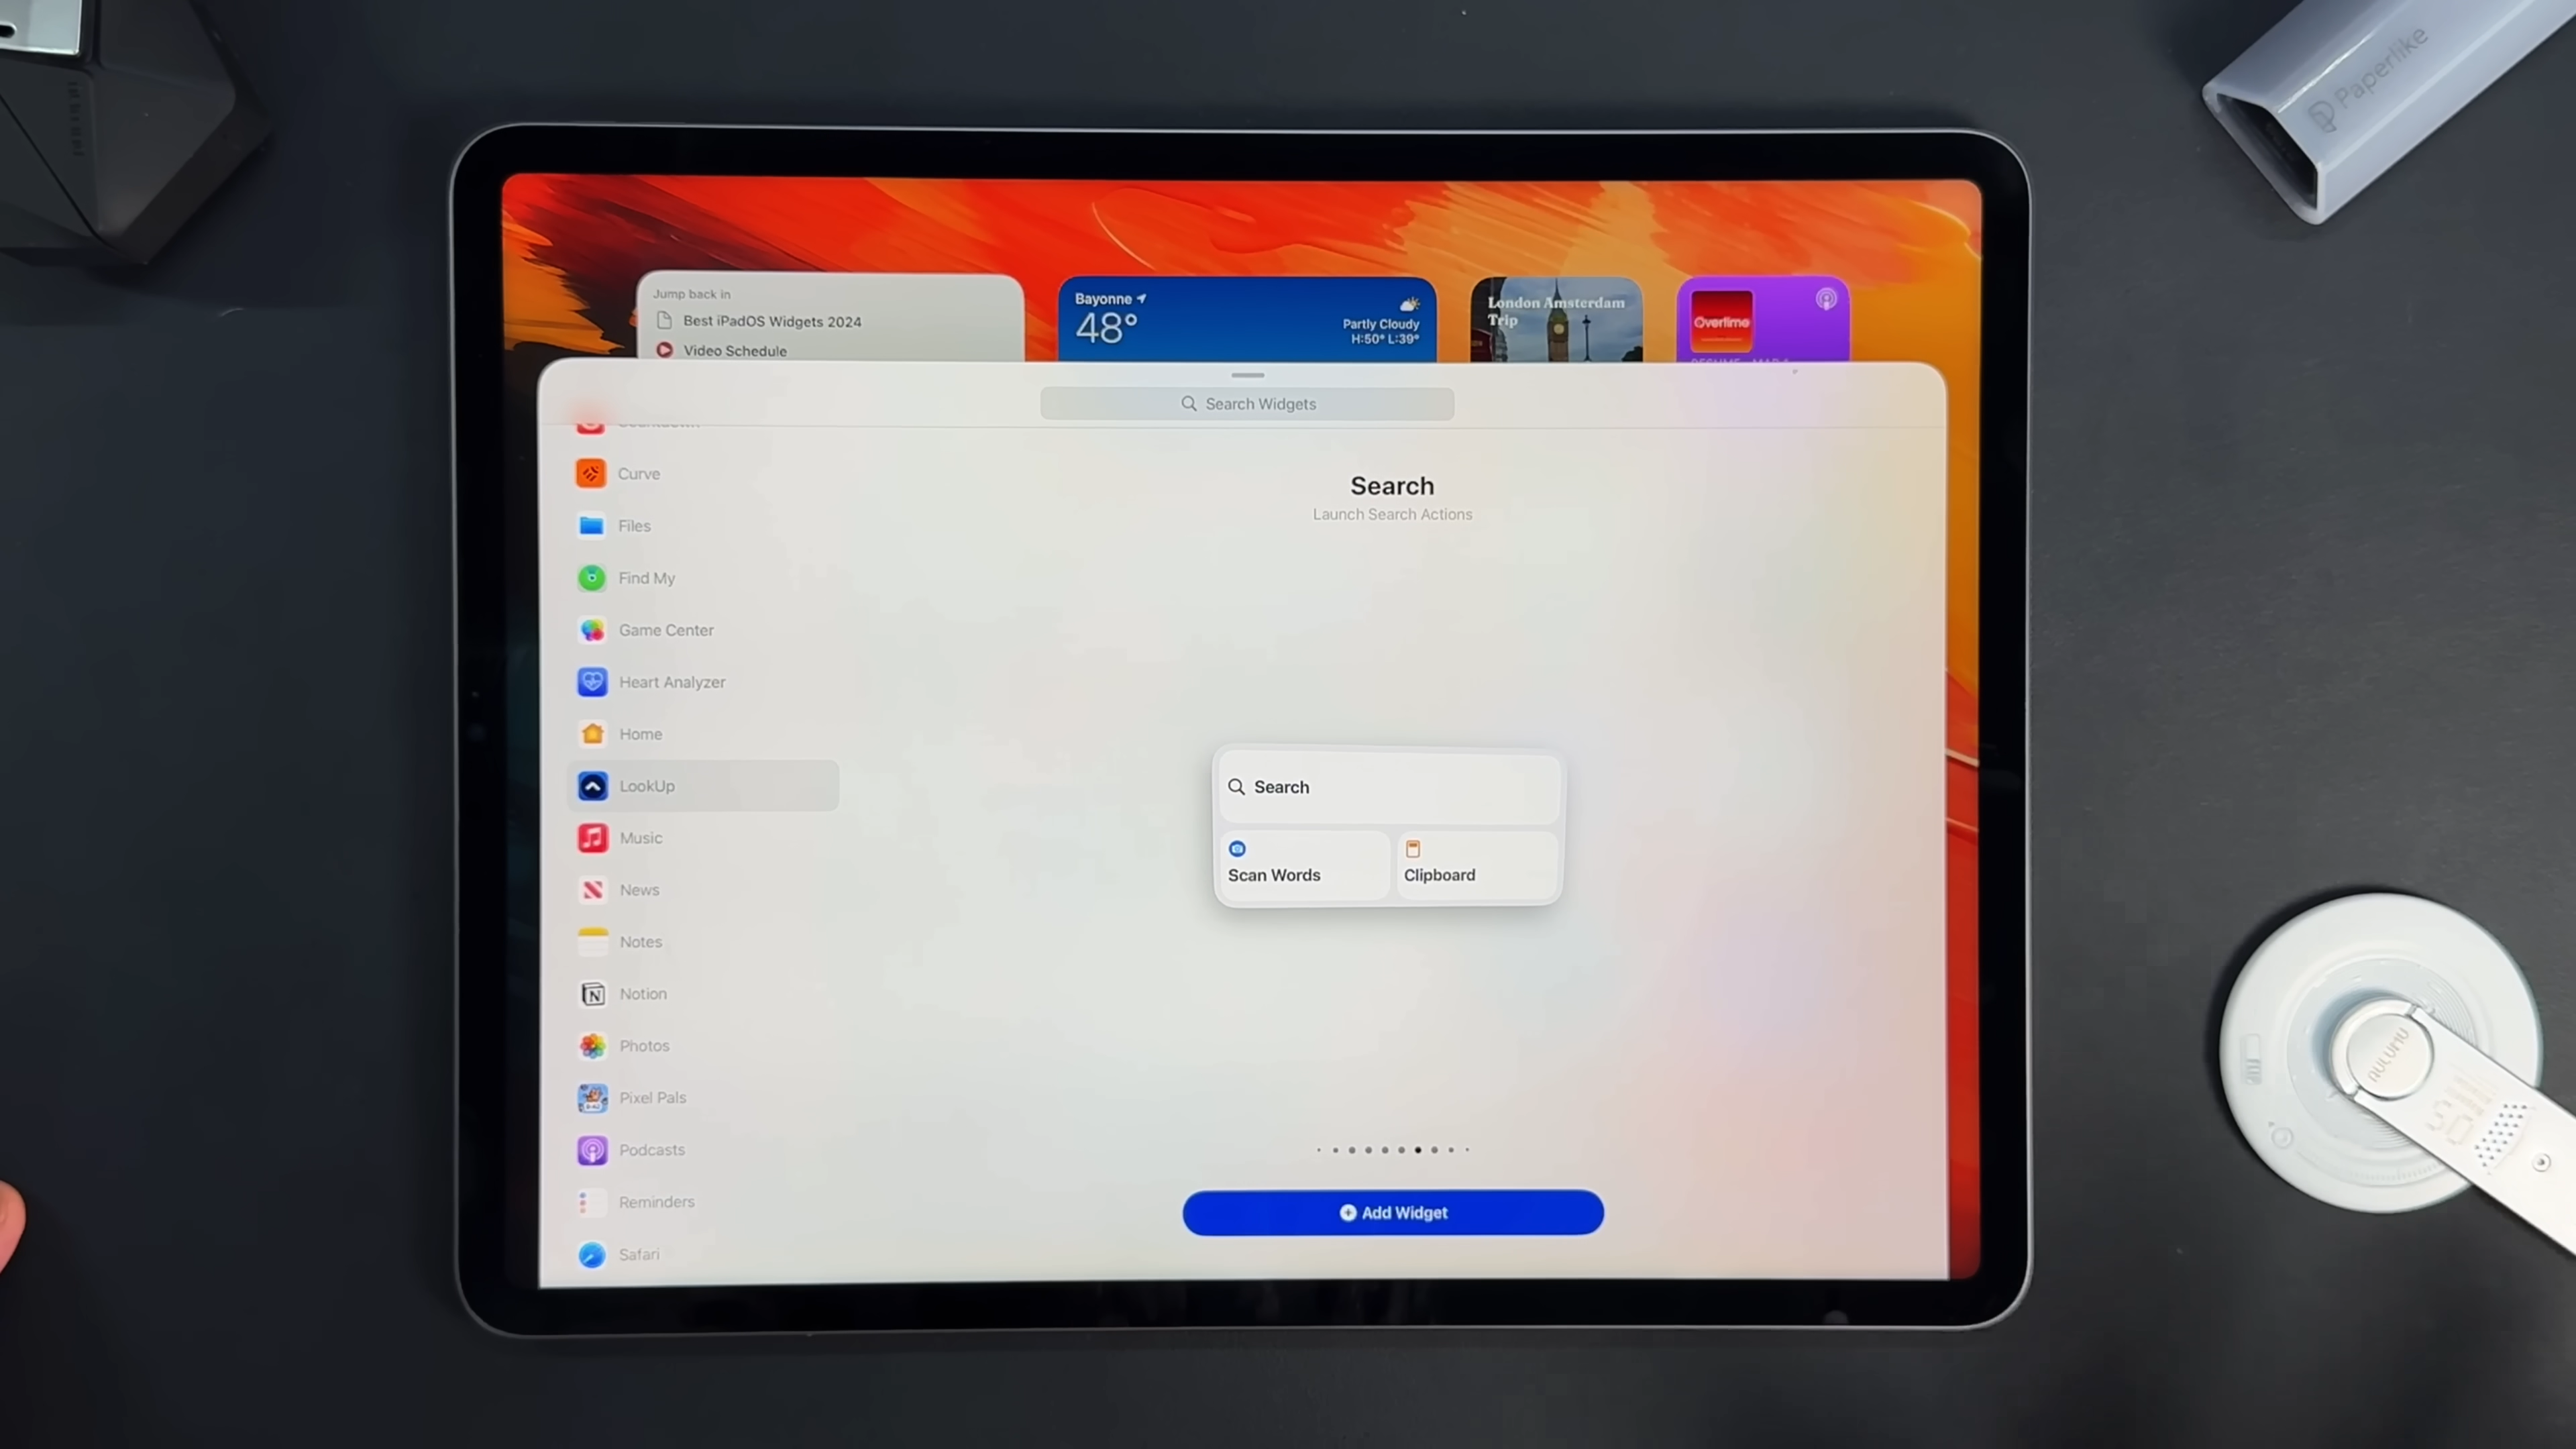 Paperlike
Jump back in
Best iPadOS Widgets 2024
Video Schedule
Bayonne
48°
Partly Cloudy
H:50° L:39°
London Amsterdam
Trip
Overtime
Search Widgets
Curve
Files
Find My
Game Center
Heart Analyzer
Home
LookUp
Music
News
Notes
Notion
Photos
Pixel Pals
Podcasts
Reminders
Safari
Search
Launch Search Actions
Search
Scan Words
Clipboard
Add Widget
AULUMU